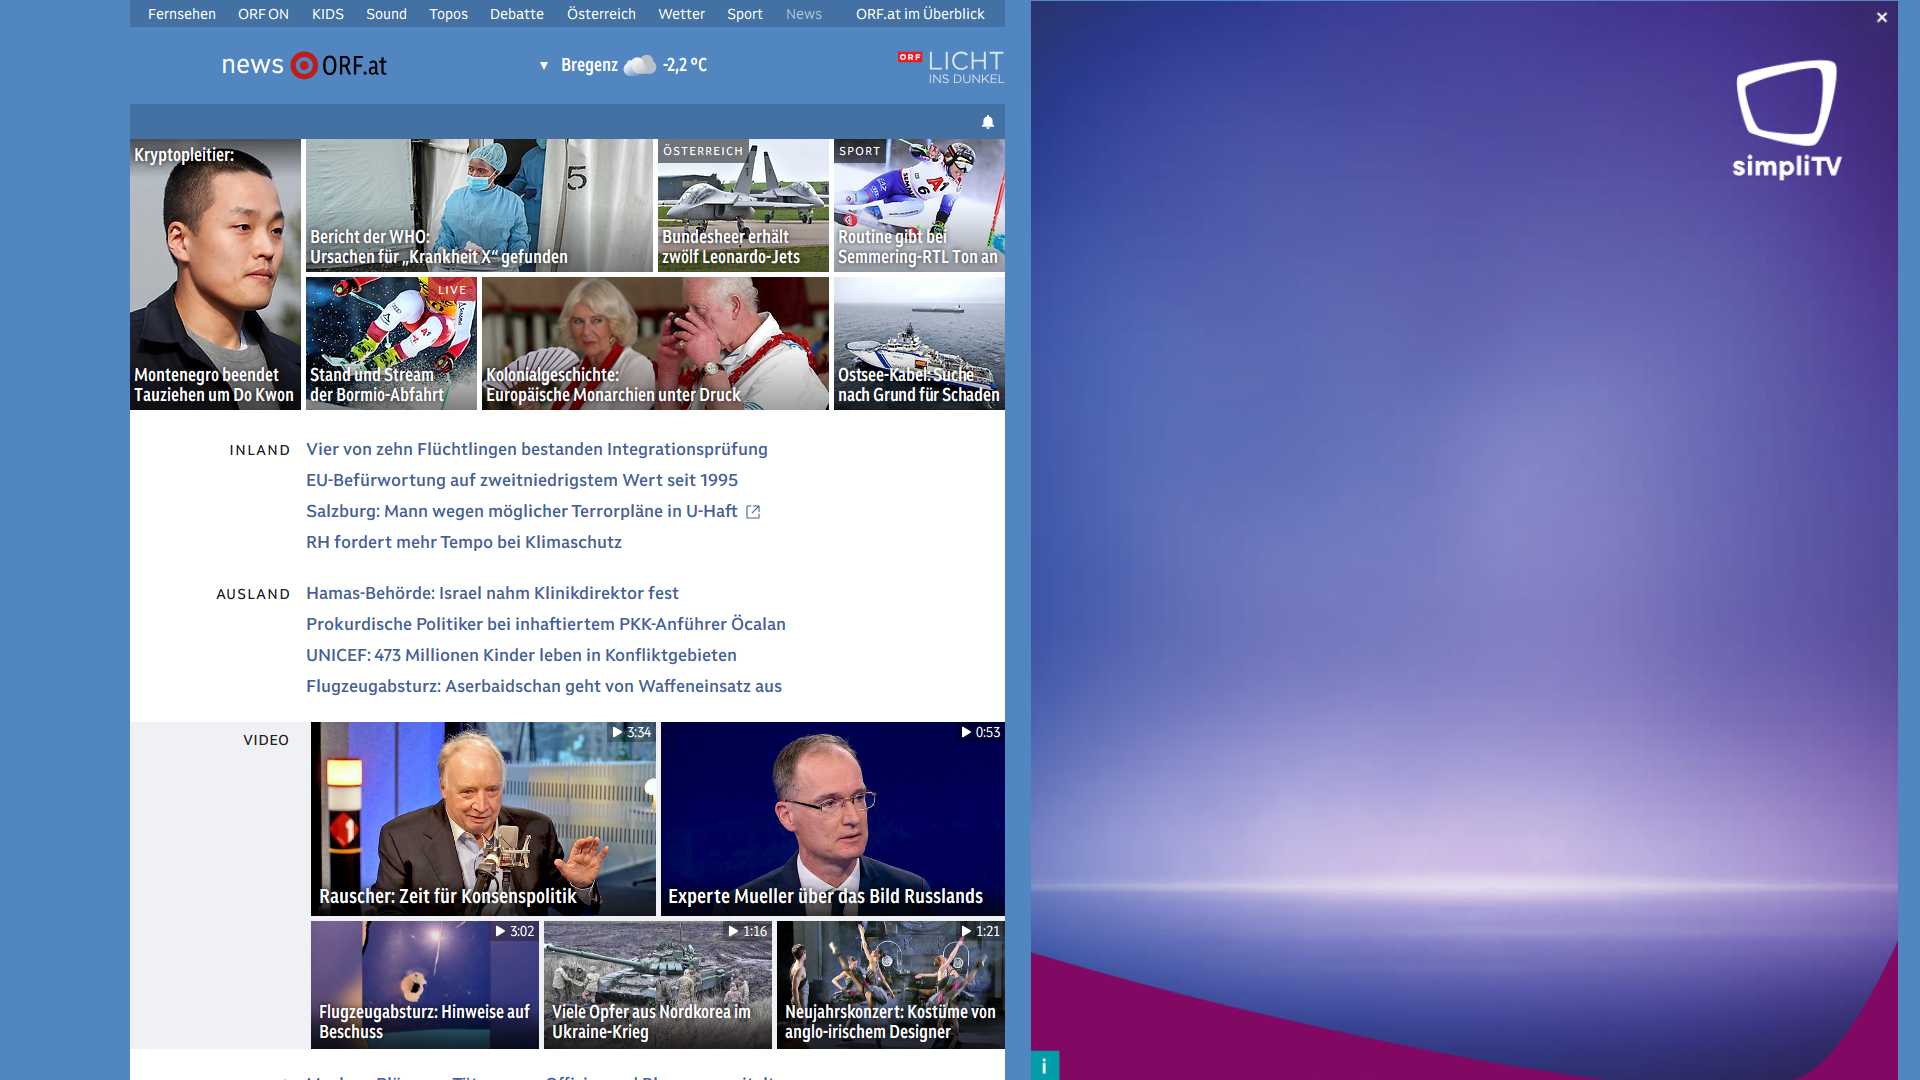 Fernsehen ORF ON KIDS Sound Topos Debatte Österreich Wetter Sport News ORF.at im Überblick
news ORF.at
Bregenz -2,2 °C
ORF LICHT
INS DUNKEL
Kryptopleitier:
Montenegro beendet
Tauziehen um Do Kwon
5
Bericht der WHO:
Ursachen für „Krankheit X“ gefunden
ÖSTERREICH
Bundesheer erhält
zwölf Leonardo-Jets
SPORT
Routine gibt bei
Semmering-RTL Ton an
LIVE
Stand und Stream
der Bormio-Abfahrt
Kolonialgeschichte:
Europäische Monarchien unter Druck
Ostsee-Kabel: Suche
nach Grund für Schaden
INLAND
Vier von zehn Flüchtlingen bestanden Integrationsprüfung
EU-Befürwortung auf zweitniedrigstem Wert seit 1995
Salzburg: Mann wegen möglicher Terrorpläne in U-Haft
RH fordert mehr Tempo bei Klimaschutz
AUSLAND
Hamas-Behörde: Israel nahm Klinikdirektor fest
Prokurdische Politiker bei inhaftiertem PKK-Anführer Öcalan
UNICEF: 473 Millionen Kinder leben in Konfliktgebieten
Flugzeugabsturz: Aserbaidschan geht von Waffeneinsatz aus
VIDEO
3:34
Rauscher: Zeit für Konsenspolitik
0:53
Experte Mueller über das Bild Russlands
3:02
Flugzeugabsturz: Hinweise auf
Beschuss
1:16
Viele Opfer aus Nordkorea im
Ukraine-Krieg
1:21
Neujahrskonzert: Kostüme von
anglo-irischem Designer
simpliTV